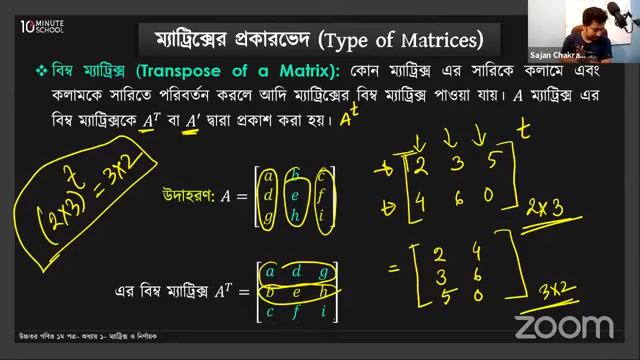 10 MINUTE SCHOOL
ম্যাট্রিক্সের প্রকারভেদ (Type of Matrices)
Sajan Chakra...
❖ বিম্ব ম্যাট্রিক্স (Transpose of a Matrix): কোন ম্যাট্রিক্স এর সারিকে কলামে এবং
কলামকে সারিতে পরিবর্তন করলে আদি ম্যাট্রিক্সের বিম্ব ম্যাট্রিক্স পাওয়া যায়। A ম্যাট্রিক্স এর
বিম্ব ম্যাট্রিক্সকে Aᵀ বা A′ দ্বারা প্রকাশ করা হয়। Aᵗ
(2×3)ᵗ = 3×2
উদাহরণ: A =
a b c
d e f
g h i
2 3 5
4 6 0
t
2×3
এর বিম্ব ম্যাট্রিক্স Aᵀ =
a d g
b e h
c f i
=
2 4
3 6
5 0
3×2
উচ্চতর গণিত ১ম পত্র- অধ্যায় ১- ম্যাট্রিক্স ও নির্ণায়ক
zoom